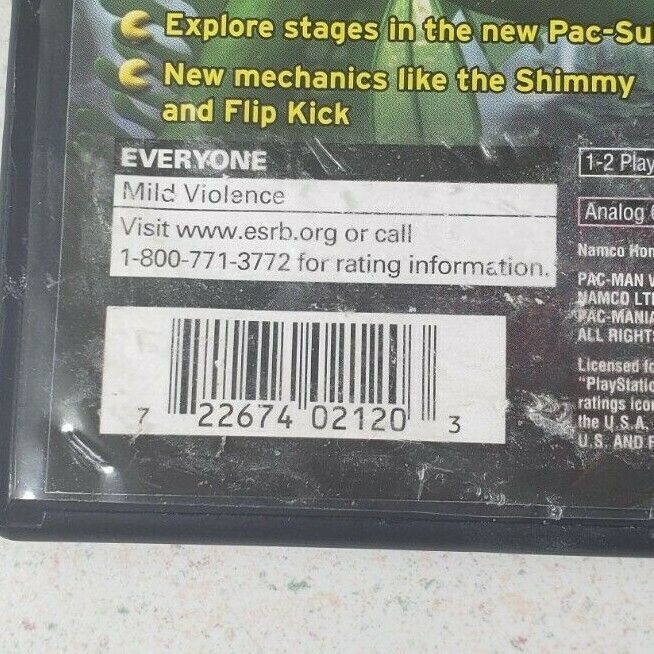 Explore stages in the new Pac-Su
New mechanics like the Shimmy
and Flip Kick
EVERYONE
Mild Violence
Visit www.esrb.org or call
1-800-771-3772 for rating information.
7 22674 02120 3
1-2 Play
Analog
Namco Hon
PAC-MAN
NAMCO LT
PAC-MANIA
ALL RIGHTS
Licensed fo
"PlayStatio
ratings icon
the U.S.A.
U.S. AND F